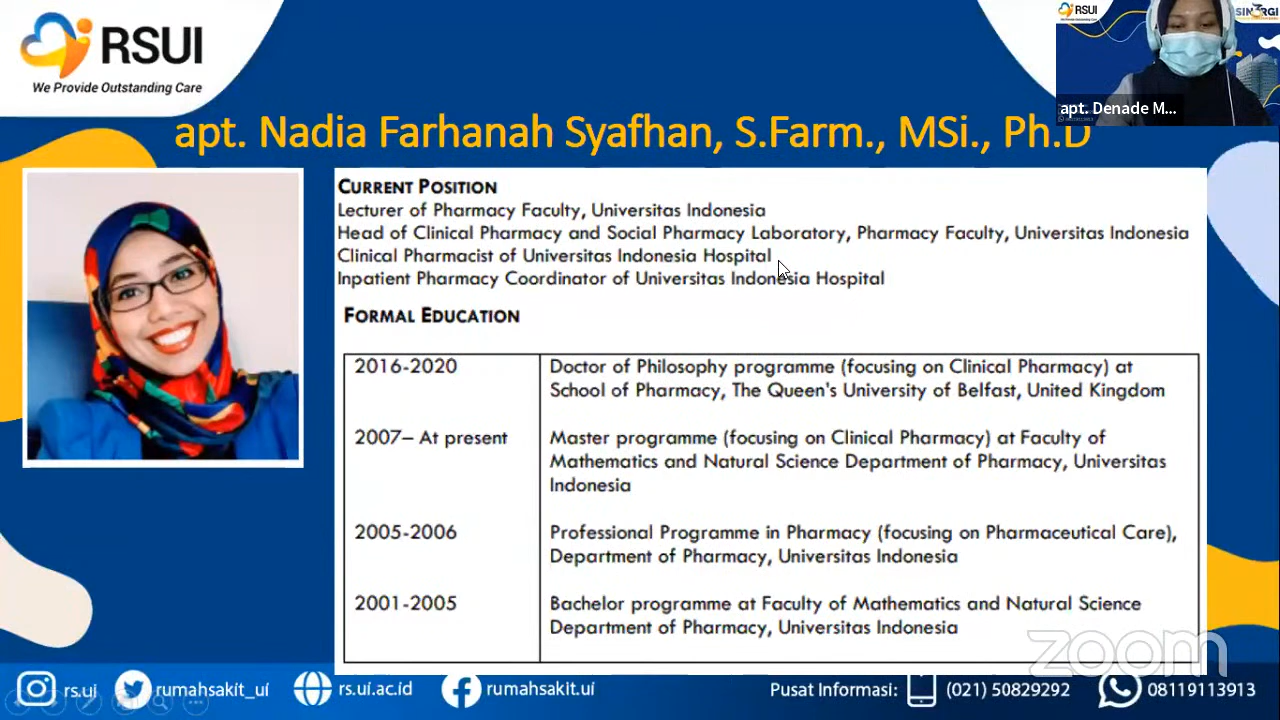 RSUI
We Provide Outstanding Care
RSUI
SINERGI
apt. Denade M...
apt. Nadia Farhanah Syafhan, S.Farm., MSi., Ph.D
CURRENT POSITION
Lecturer of Pharmacy Faculty, Universitas Indonesia
Head of Clinical Pharmacy and Social Pharmacy Laboratory, Pharmacy Faculty, Universitas Indonesia
Clinical Pharmacist of Universitas Indonesia Hospital
Inpatient Pharmacy Coordinator of Universitas Indonesia Hospital
FORMAL EDUCATION
2016-2020
Doctor of Philosophy programme (focusing on Clinical Pharmacy) at
School of Pharmacy, The Queen's University of Belfast, United Kingdom
2007– At present
Master programme (focusing on Clinical Pharmacy) at Faculty of
Mathematics and Natural Science Department of Pharmacy, Universitas
Indonesia
2005-2006
Professional Programme in Pharmacy (focusing on Pharmaceutical Care),
Department of Pharmacy, Universitas Indonesia
2001-2005
Bachelor programme at Faculty of Mathematics and Natural Science
Department of Pharmacy, Universitas Indonesia
zoom
rs.ui
rumahsakit_ui
rs.ui.ac.id
rumahsakit.ui
Pusat Informasi:
(021) 50829292
08119113913